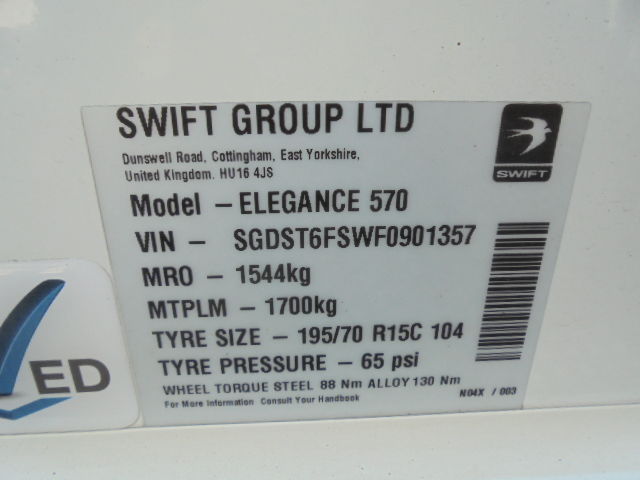 SWIFT GROUP LTD
Dunswell Road, Cottingham, East Yorkshire,
United Kingdom. HU16 4JS
SWIFT
Model - ELEGANCE 570
VIN - SGDST6FSWF0901357
MRO - 1544kg
MTPLM - 1700kg
TYRE SIZE - 195/70 R15C 104
TYRE PRESSURE - 65 psi
WHEEL TORQUE STEEL 88 Nm ALLOY 130 Nm
For More Information Consult Your Handbook
N04X / 003
ED